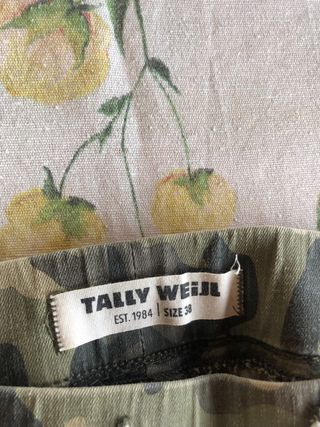 TALLY WEiJL
EST. 1984 | SIZE 38